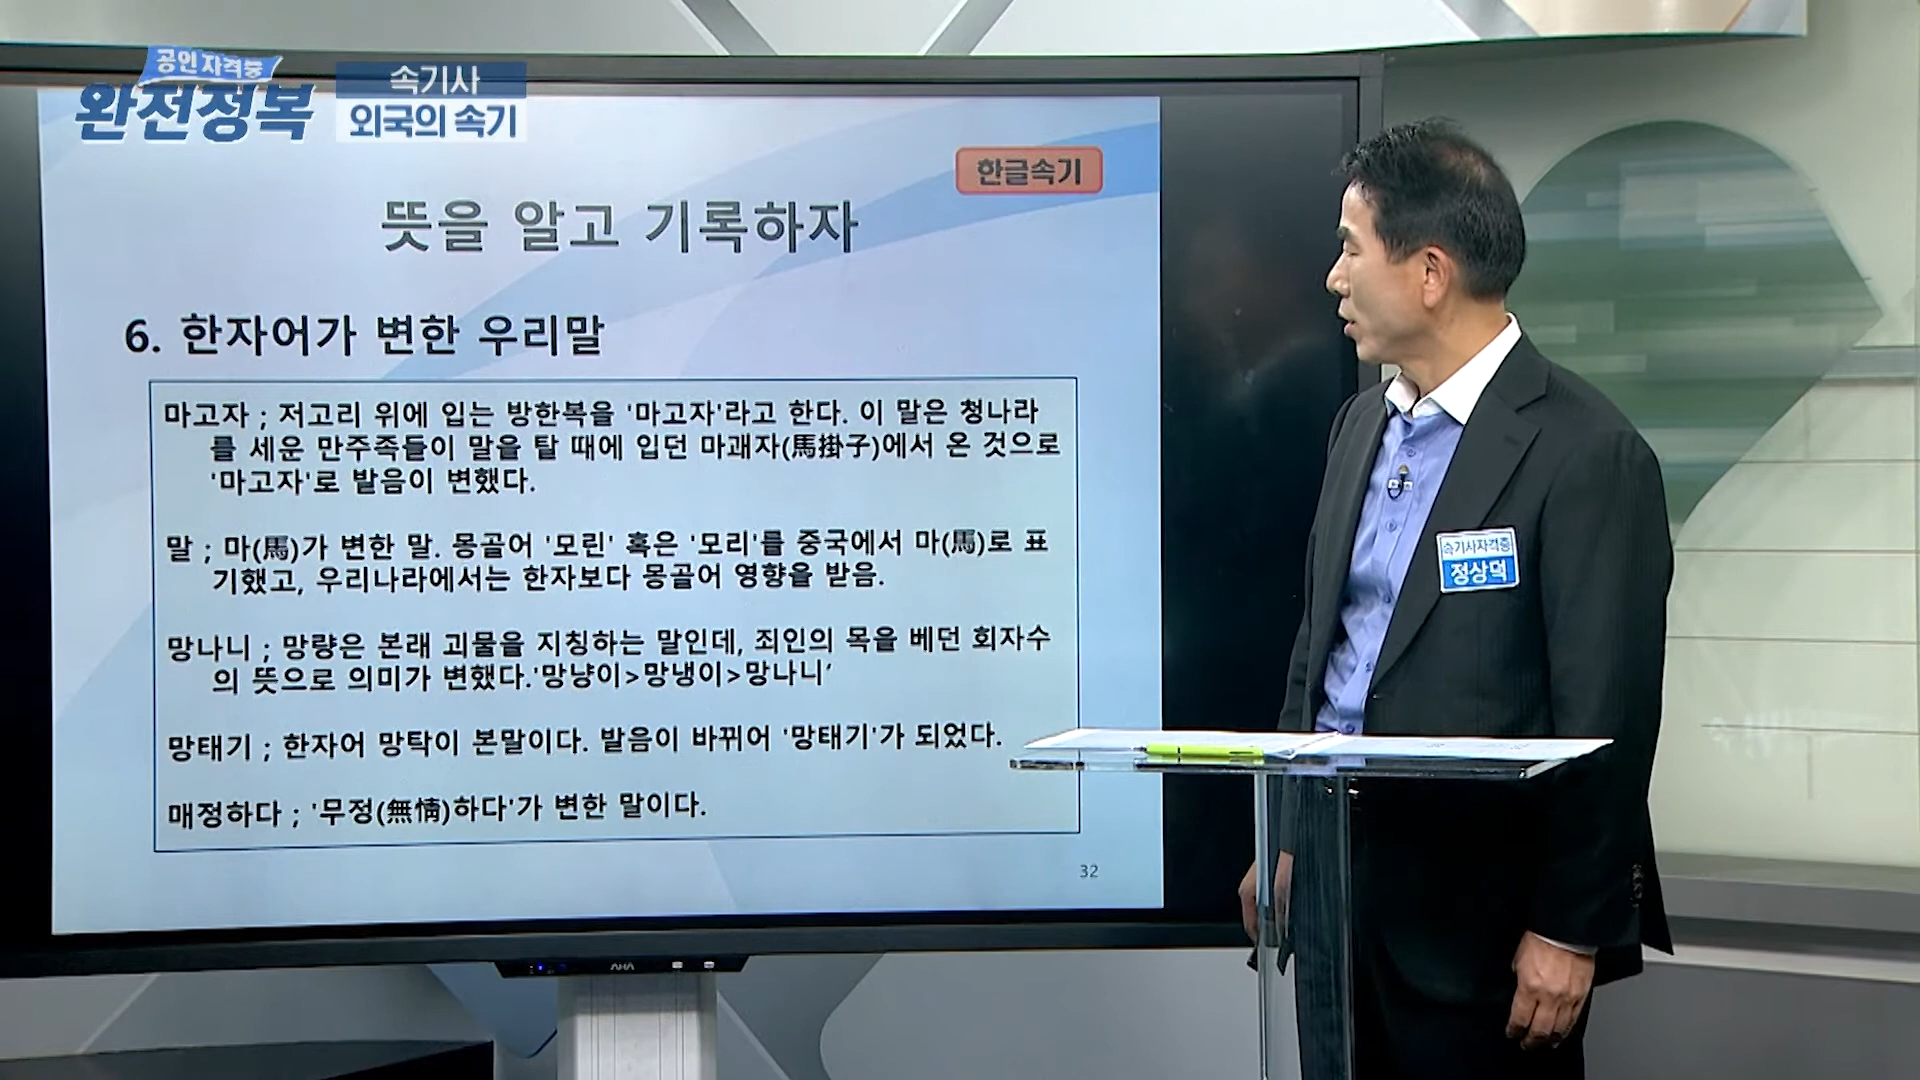 공인자격증
완전정복
속기사
외국의 속기
한글속기
뜻을 알고 기록하자
6. 한자어가 변한 우리말
마고자 ; 저고리 위에 입는 방한복을 '마고자'라고 한다. 이 말은 청나라
를 세운 만주족들이 말을 탈 때에 입던 마괘자(馬掛子)에서 온 것으로
'마고자'로 발음이 변했다.
말 ; 마(馬)가 변한 말. 몽골어 '모린' 혹은 '모리'를 중국에서 마(馬)로 표
기했고, 우리나라에서는 한자보다 몽골어 영향을 받음.
망나니 ; 망량은 본래 괴물을 지칭하는 말인데, 죄인의 목을 베던 회자수
의 뜻으로 의미가 변했다.'망냥이>망냉이>망나니’
망태기 ; 한자어 망탁이 본말이다. 발음이 바뀌어 '망태기'가 되었다.
매정하다 ; '무정(無情)하다'가 변한 말이다.
32
속기사자격증
정상덕
AHA